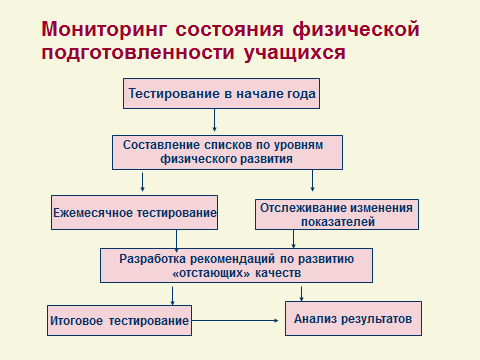 Мониторинг состояния физической
подготовленности учащихся
Тестирование в начале года
Составление списков по уровням
физического развития
Ежемесячное тестирование
Отслеживание изменения
показателей
Разработка рекомендаций по развитию
«отстающих» качеств
Итоговое тестирование
Анализ результатов